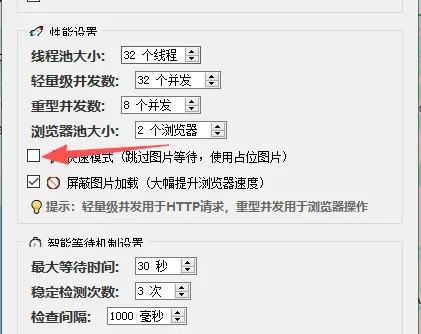 性能设置
线程池大小: 32 个线程
轻量级并发数: 32 个并发
重型并发数: 8 个并发
浏览器池大小: 2 个浏览器
快速模式（跳过图片等待，使用占位图片）
屏蔽图片加载（大幅提升浏览器速度）
提示：轻量级并发用于HTTP请求，重型并发用于浏览器操作
智能等待机制设置
最大等待时间: 30 秒
稳定检测次数: 3 次
检查间隔: 1000 毫秒